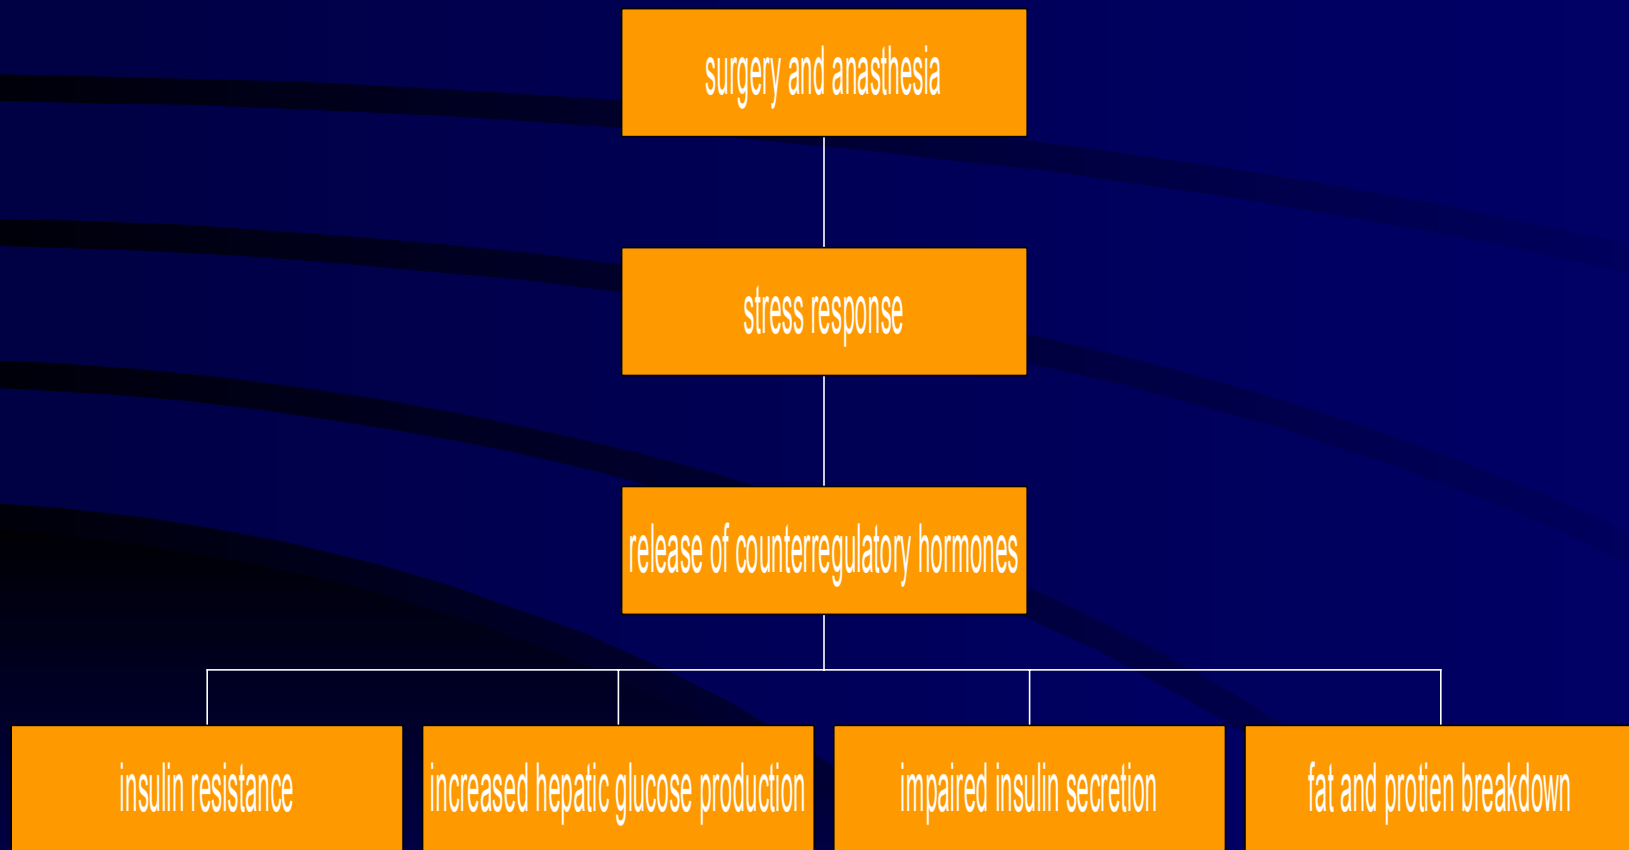 surgery and anasthesia
stress response
release of counterregulatory hormones
insulin resistance
increased hepatic glucose production
impaired insulin secretion
fat and protien breakdown